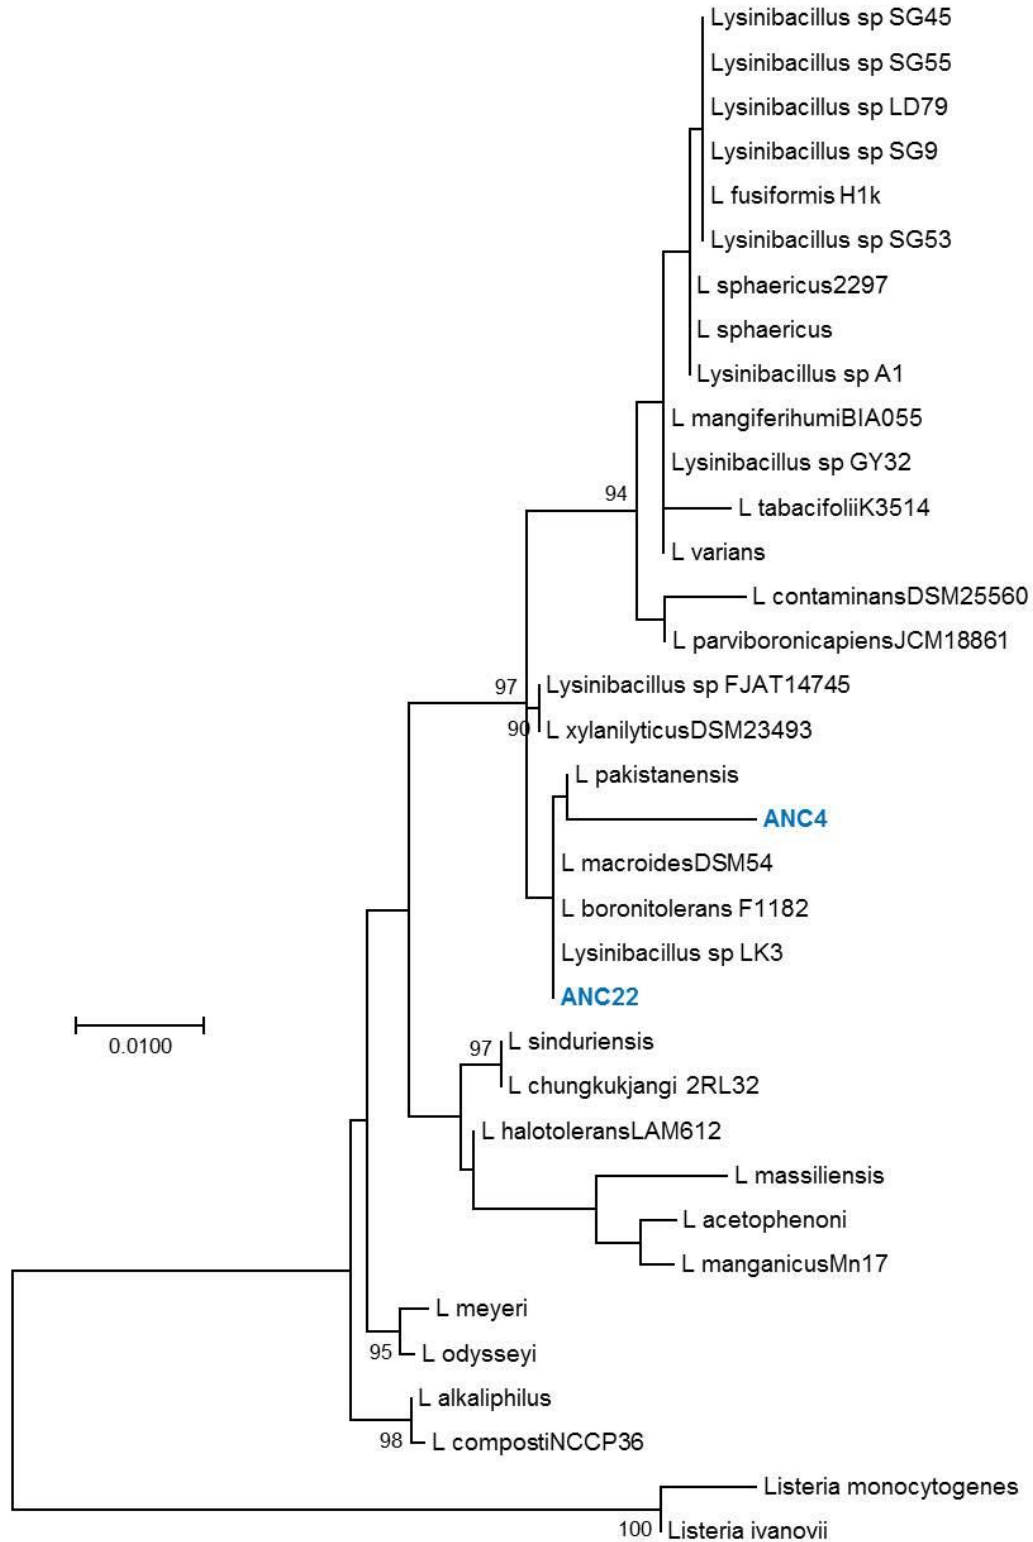 Lysinibacillus sp SG45
Lysinibacillus sp SG55
Lysinibacillus sp LD79
Lysinibacillus sp SG9
L fusiformis H1k
Lysinibacillus sp SG53
L sphaericus2297
L sphaericus
Lysinibacillus sp A1
L mangiferihumiBIA055
Lysinibacillus sp GY32
94
L tabacifoliiK3514
L varians
L contaminansDSM25560
L parviboronicapiensJCM18861
97
Lysinibacillus sp FJAT14745
90
L xylanilyticusDSM23493
L pakistanensis
ANC4
L macroidesDSM54
L boronitolerans F1182
Lysinibacillus sp LK3
ANC22
0.0100
97
L sinduriensis
L chungkukjangi 2RL32
L halotoleransLAM612
L massiliensis
L acetophenoni
L manganicusMn17
L meyeri
95
L odysseyi
L alkaliphilus
98
L compostiNCCP36
Listeria monocytogenes
100
Listeria ivanovii